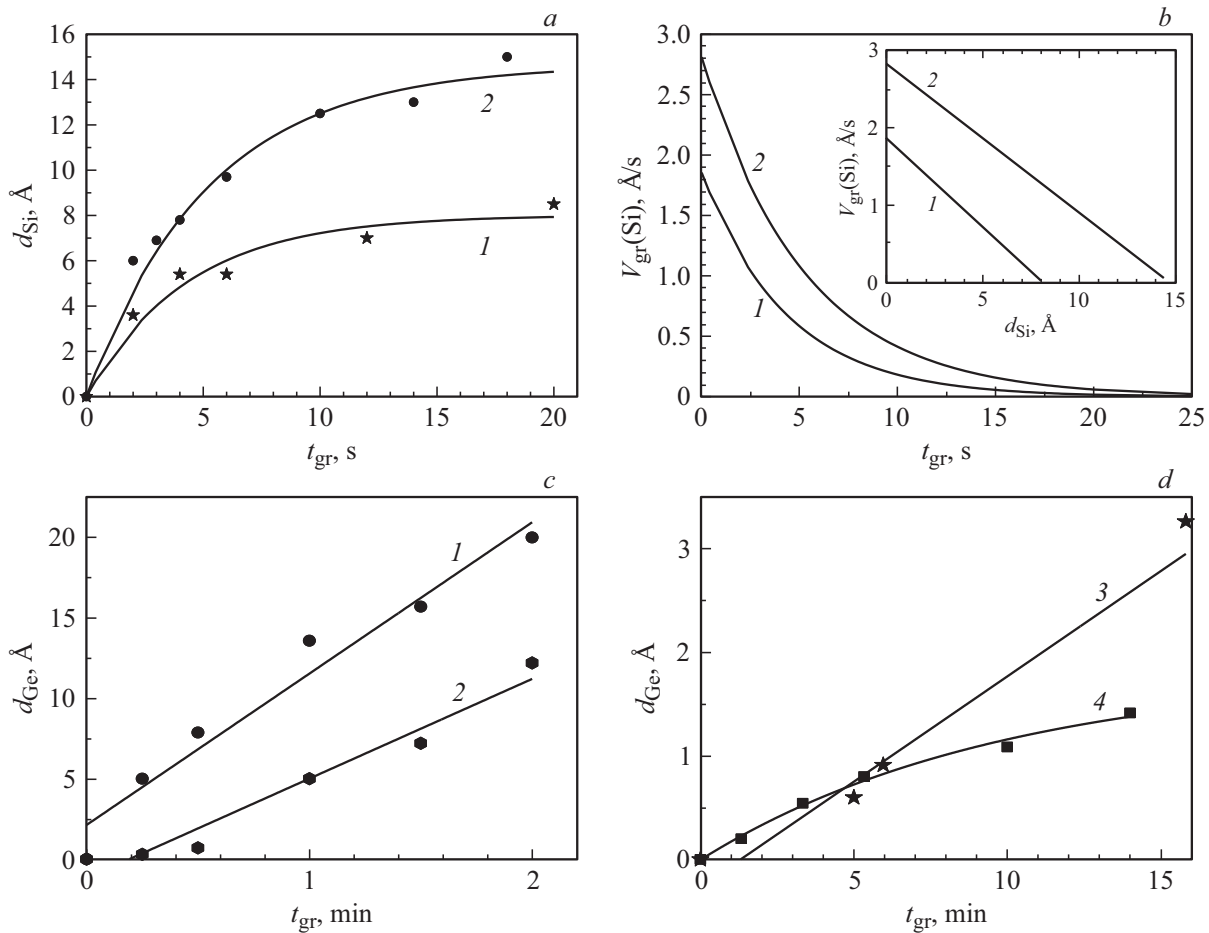 a
16
14
12
10
8
6
4
2
0
d_Si, Å
2
1
0 5 10 15 20
t_gr, s
b
3.0
2.5
2.0
1.5
1.0
0.5
0
V_gr(Si), Å/s
2
1
3
2
1
0
V_gr(Si), Å/s
2
1
0 5 10 15
d_Si, Å
0 5 10 15 20 25
t_gr, s
c
20
15
10
5
0
d_Ge, Å
1
2
0 1 2
t_gr, min
d
3
2
1
0
d_Ge, Å
3
4
0 5 10 15
t_gr, min